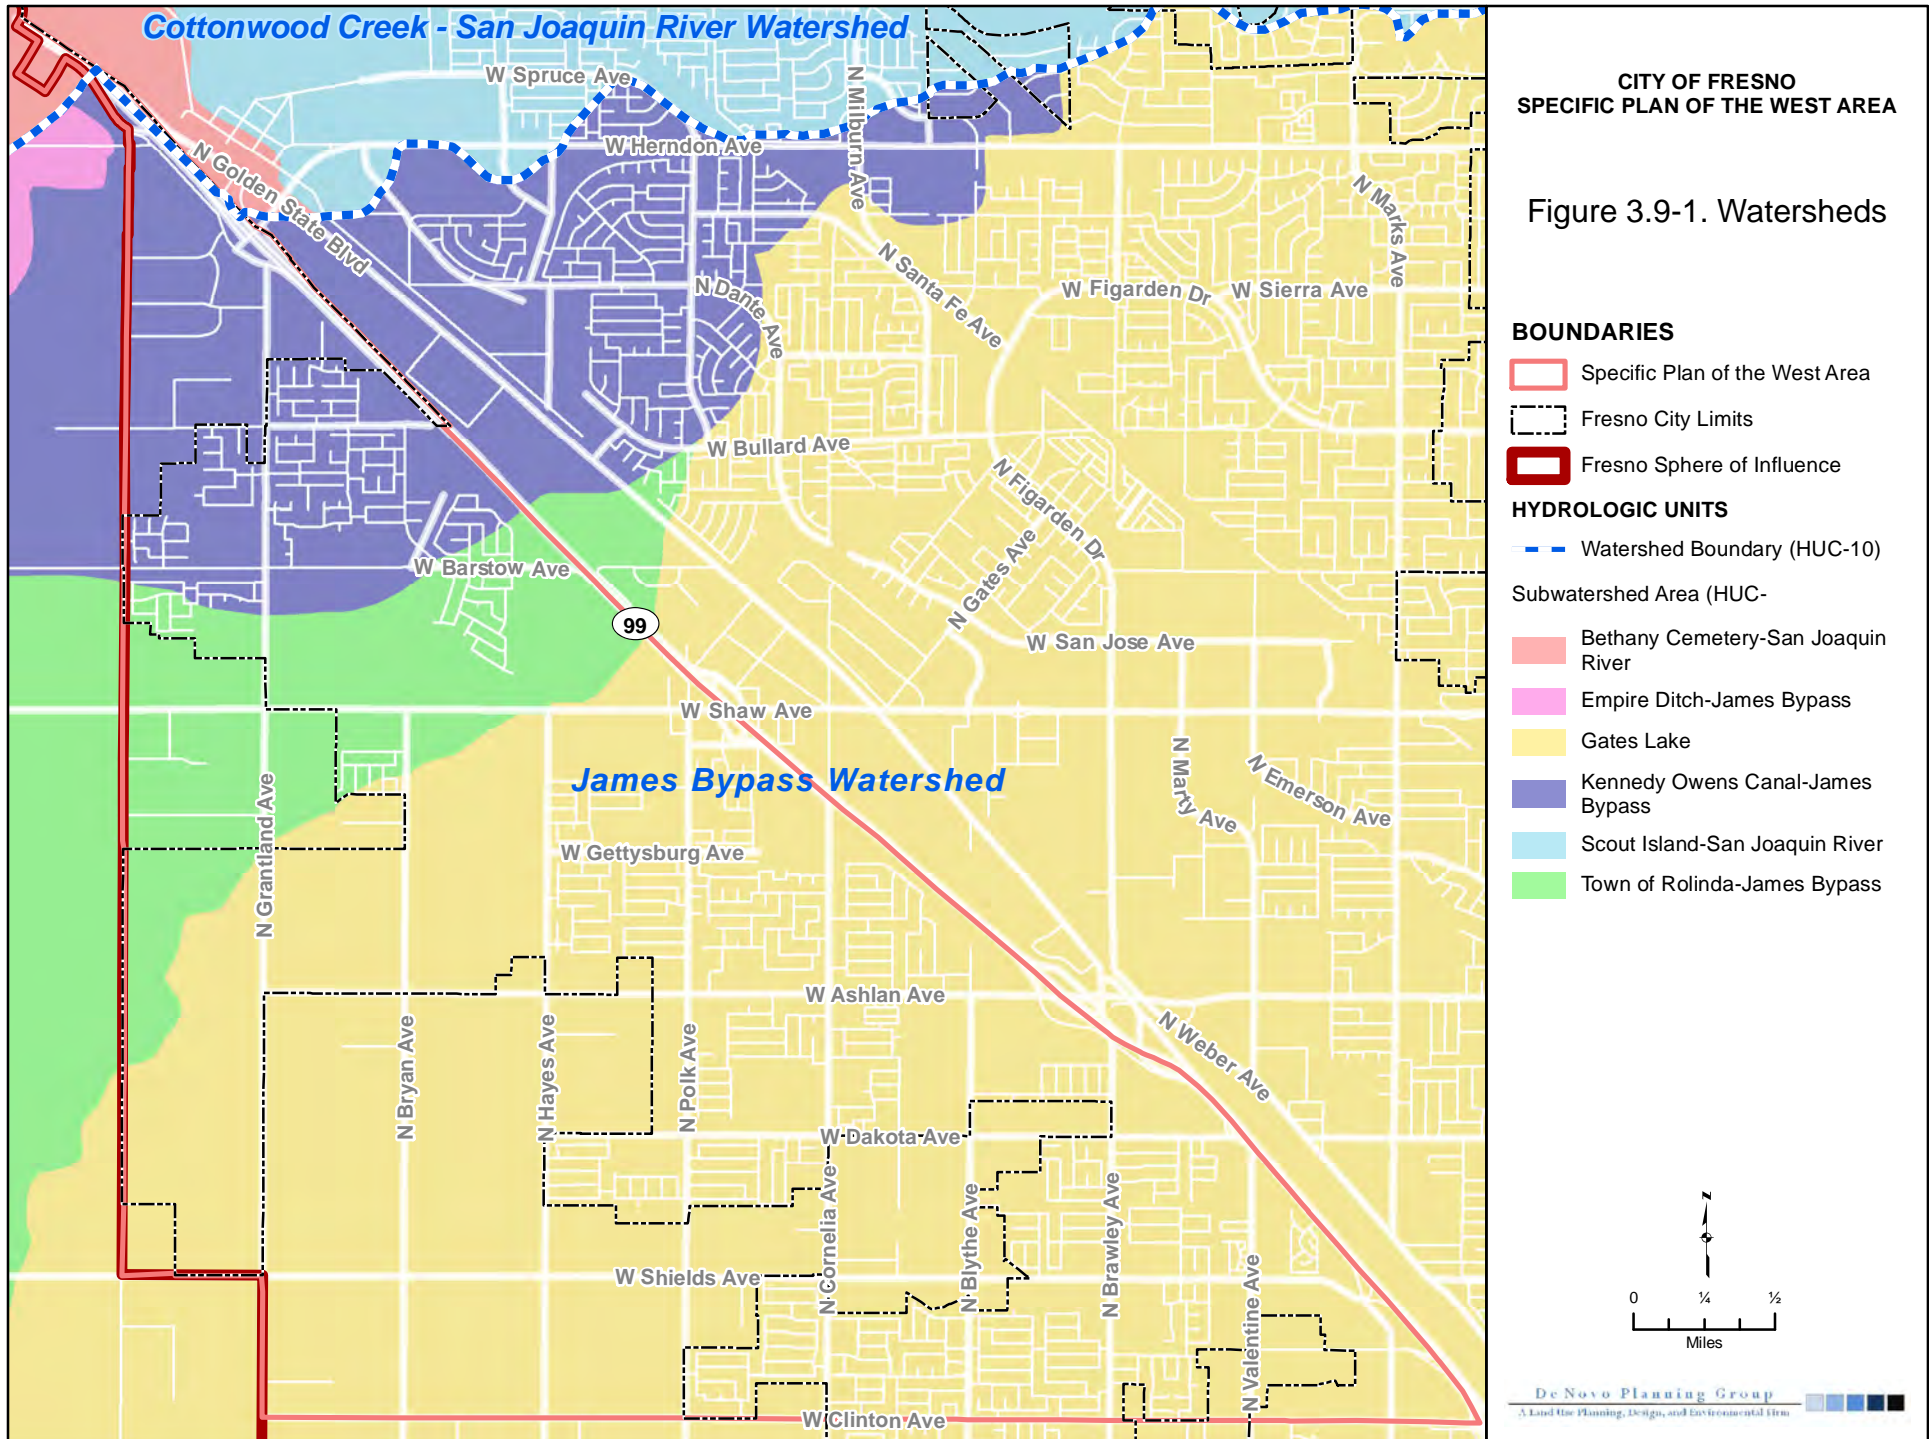 Cottonwood Creek - San Joaquin River Watershed
W Spruce Ave
N Milburn Ave
W Herndon Ave
N Golden State Blvd
N Marks Ave
N Santa Fe Ave
N Dante Ave
W Figarden Dr
W Sierra Ave
W Bullard Ave
N Figarden Dr
N Gates Ave
W Barstow Ave
99
W San Jose Ave
W Shaw Ave
James Bypass Watershed
N Marty Ave
N Emerson Ave
N Grantland Ave
W Gettysburg Ave
W Ashlan Ave
N Bryan Ave
N Hayes Ave
N Polk Ave
N Weber Ave
W Dakota Ave
N Cornelia Ave
N Blythe Ave
N Brawley Ave
W Shields Ave
N Valentine Ave
W Clinton Ave
CITY OF FRESNO
SPECIFIC PLAN OF THE WEST AREA
Figure 3.9-1. Watersheds
BOUNDARIES
Specific Plan of the West Area
Fresno City Limits
Fresno Sphere of Influence
HYDROLOGIC UNITS
Watershed Boundary (HUC-10)
Subwatershed Area (HUC-
Bethany Cemetery-San Joaquin
River
Empire Ditch-James Bypass
Gates Lake
Kennedy Owens Canal-James
Bypass
Scout Island-San Joaquin River
Town of Rolinda-James Bypass
N
0 ¼ ½
Miles
De Novo Planning Group
A Land Use Planning, Design, and Environmental Firm